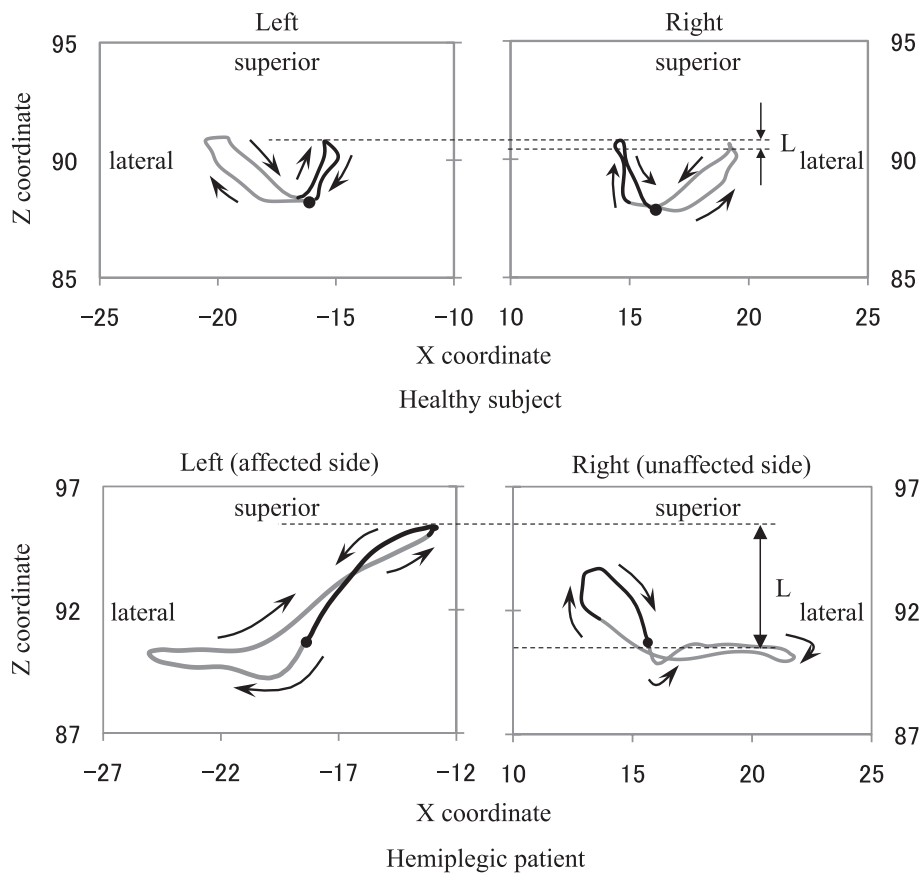 Left Right
95 95
superior superior
Z coordinate
lateral 90 L 90 lateral
85 85
−25 −20 −15 −10 10 15 20 25
X coordinate
Healthy subject
Left (affected side) Right (unaffected side)
97 97
superior superior
Z coordinate
lateral 92 L 92 lateral
87 87
−27 −22 −17 −12 10 15 20 25
X coordinate
Hemiplegic patient